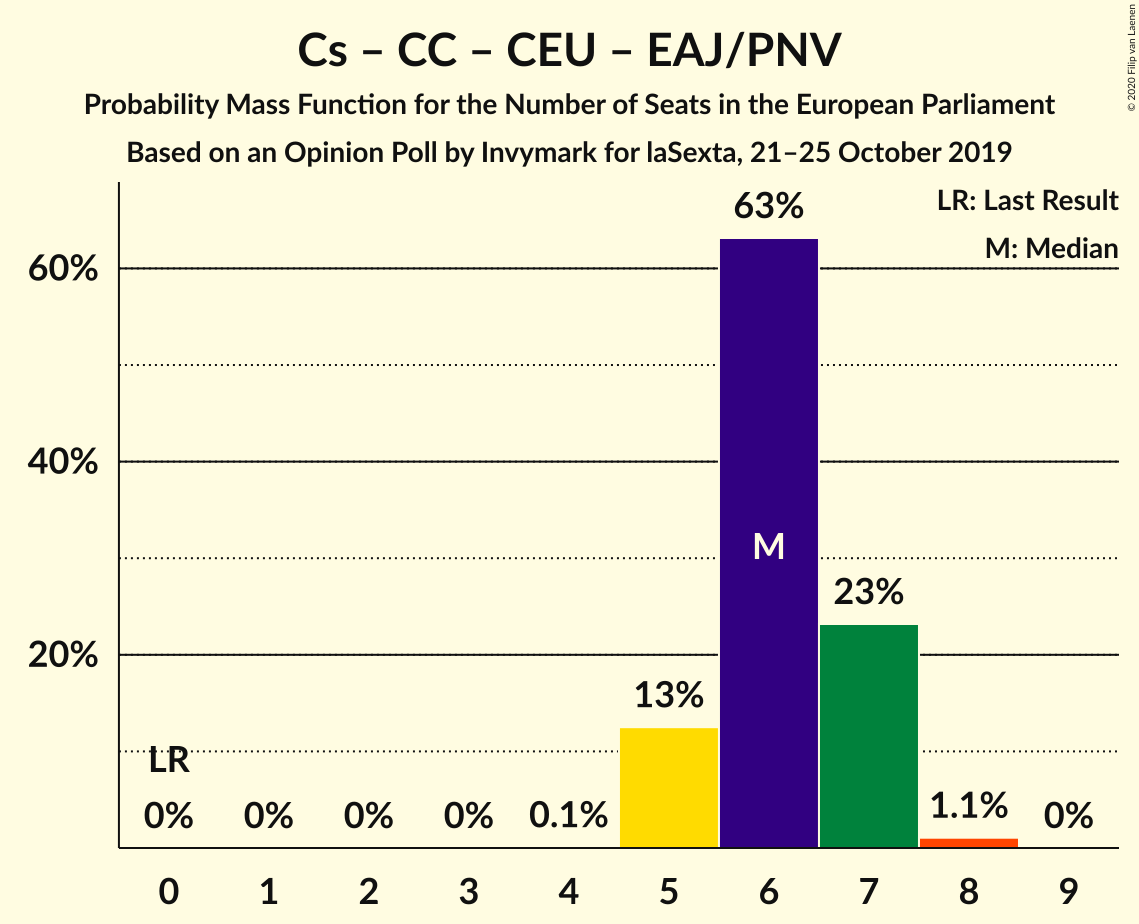 Cs – CC – CEU – EAJ/PNV
Probability Mass Function for the Number of Seats in the European Parliament
Based on an Opinion Poll by Invymark for laSexta, 21–25 October 2019
© 2020 Filip van Laenen
LR: Last Result
M: Median
60%
40%
20%
LR
0%
0%
0%
0%
0.1%
13%
63%
M
23%
1.1%
0%
0 1 2 3 4 5 6 7 8 9